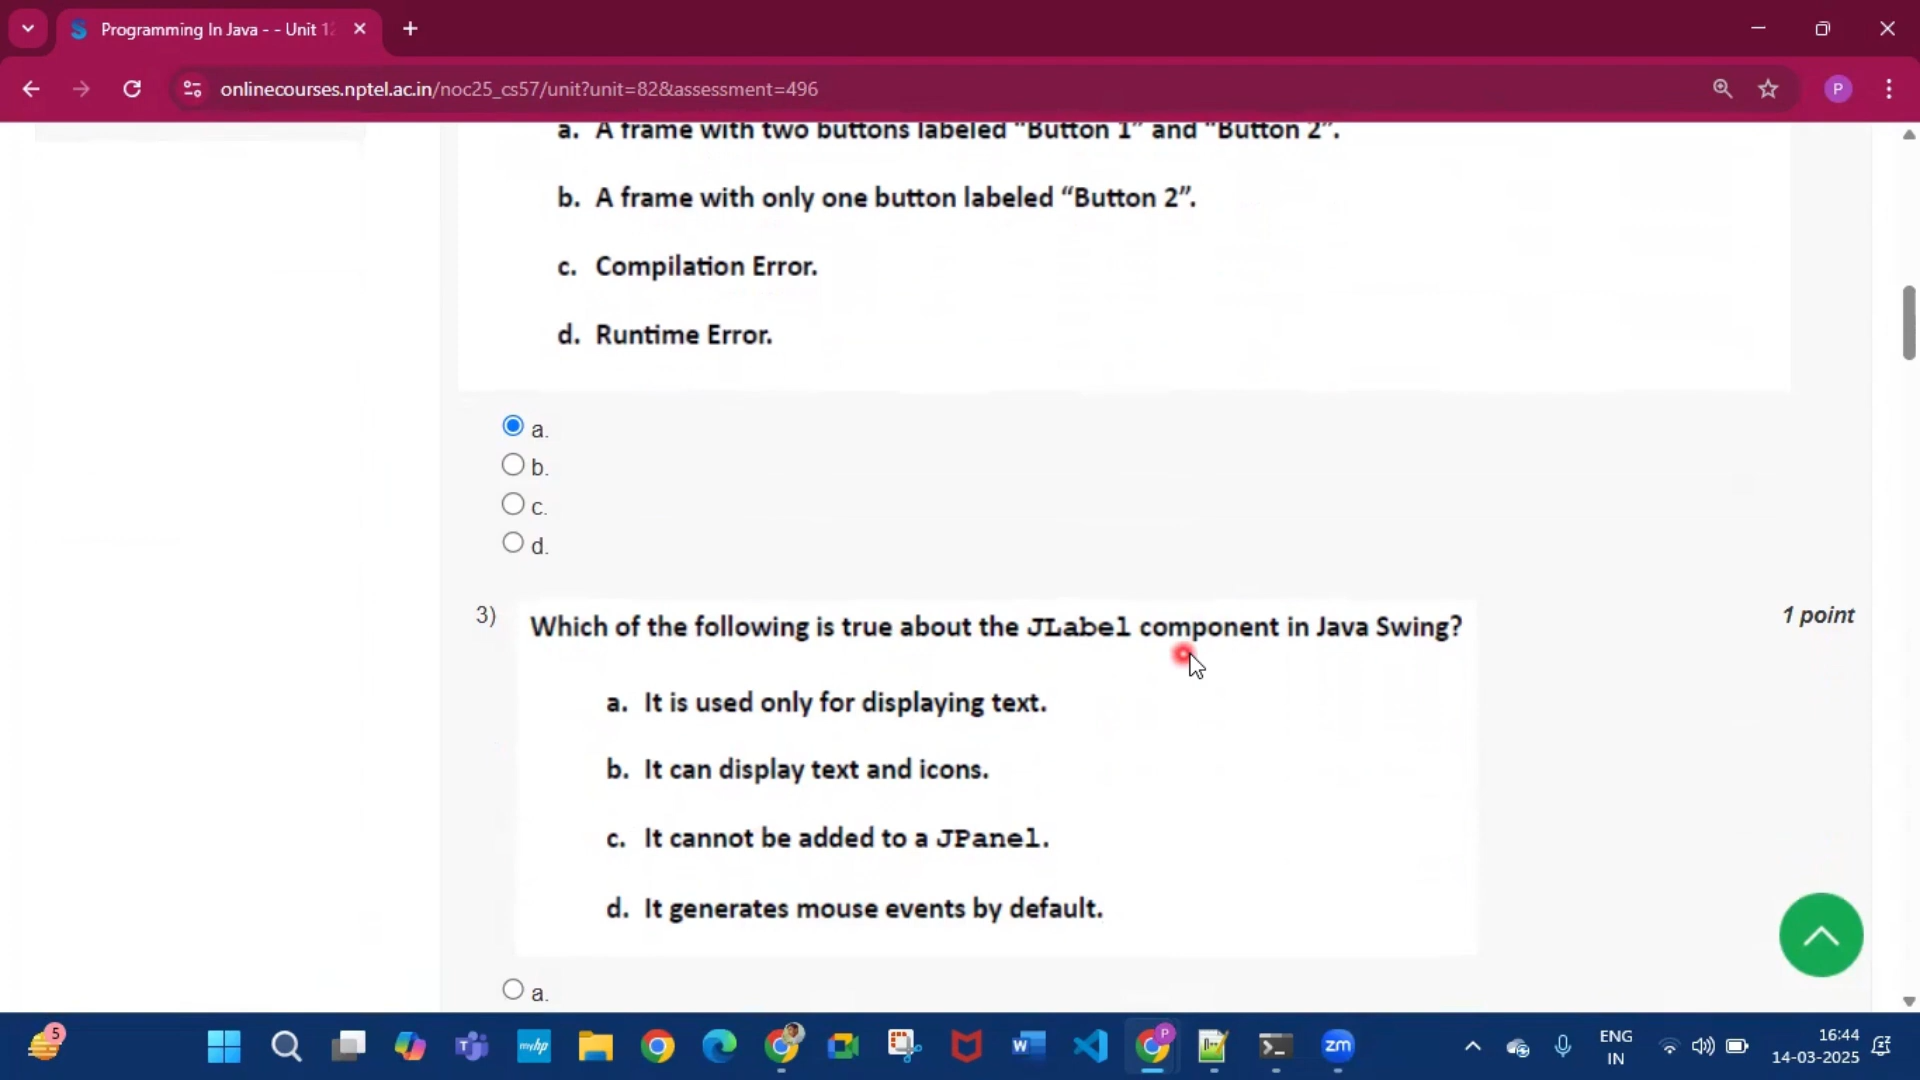 Programming In Java - - Unit 12
onlinecourses.nptel.ac.in/noc25_cs57/unit?unit=82&assessment=496
P
a. A frame with two buttons labeled “Button 1” and “Button 2”.
b. A frame with only one button labeled “Button 2”.
c. Compilation Error.
d. Runtime Error.
a.
b.
c.
d.
3) Which of the following is true about the JLabel component in Java Swing? 1 point
a. It is used only for displaying text.
b. It can display text and icons.
c. It cannot be added to a JPanel.
d. It generates mouse events by default.
a.
5
myhp
W
P
zm
ENG
IN
16:44
14-03-2025